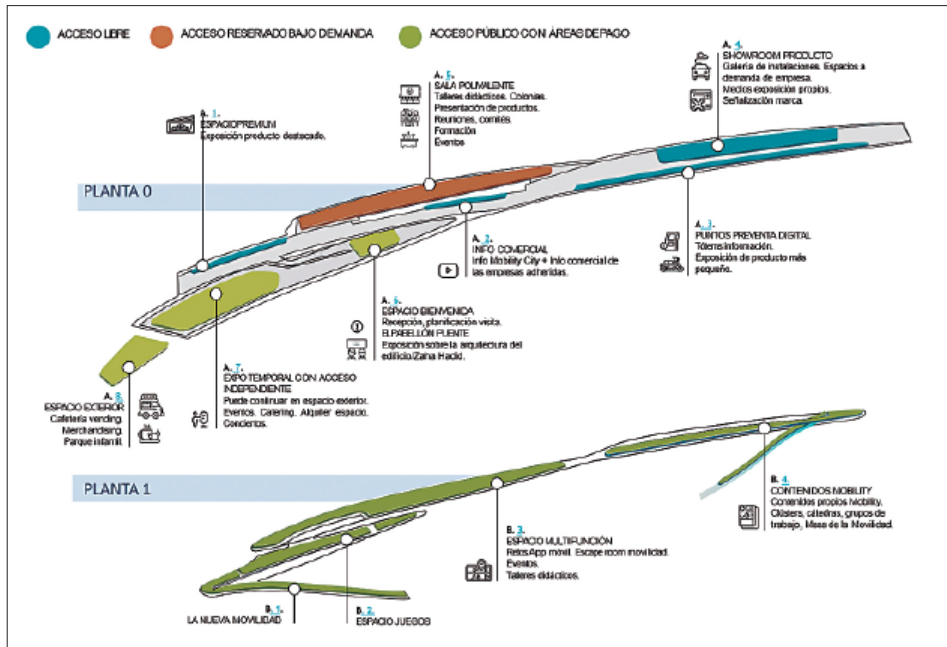 ACCESO LIBRE
ACCESO RESERVADO BAJO DEMANDA
ACCESO PÚBLICO CON ÁREAS DE PAGO
A. 1.
ESPACIO PREMIUM
Exposición producto destacado.
A. 5.
SALA POLIVALENTE
Talleres didácticos. Colonias.
Presentación de productos.
Reuniones, comités.
Formación
Eventos
A. 4.
SHOWROOM PRODUCTO
Galería de instalaciones. Espacios a
demanda de empresa.
Medios exposición propios.
Señalización marca.
PLANTA 0
A. 2.
INFO COMERCIAL
Info Mobility City + Info comercial de
las empresas adheridas.
A. 3.
PUNTOS PREVENTA DIGITAL
Tótems información.
Exposición de producto más
pequeño.
A. 6.
ESPACIO BIENVENIDA
Recepción, planificación visita.
EL PABELLÓN PUENTE
Exposición sobre la arquitectura del
edificio/Zaha Hadid.
A. 7.
EXPO TEMPORAL CON ACCESO
INDEPENDIENTE
Puede continuar en espacio exterior.
Eventos. Catering. Alquiler espacio.
Conciertos.
A. 8.
ESPACIO EXTERIOR
Cafetería vending.
Merchandising.
Parque infantil.
PLANTA 1
B. 4.
CONTENIDOS MOBILITY
Contenidos propios Mobility.
Clústers, cátedras, grupos de
trabajo, Mesa de la Movilidad.
B. 3.
ESPACIO MULTIFUNCIÓN
Retos App móvil. Escape room movilidad.
Eventos.
Talleres didácticos.
B. 1.
LA NUEVA MOVILIDAD
B. 2.
ESPACIO JUEGOS